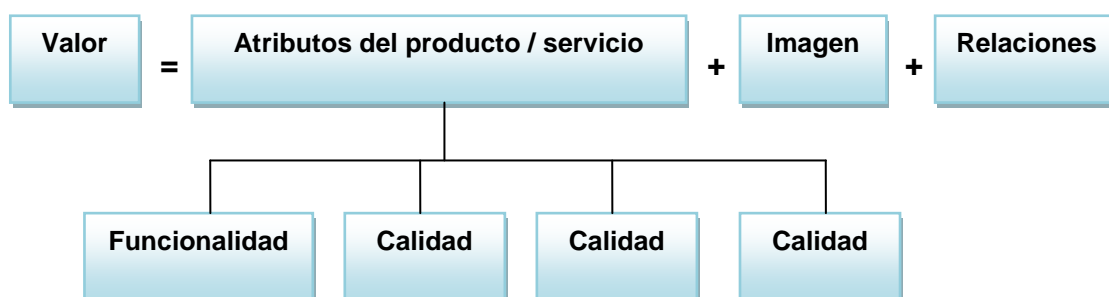 Valor = Atributos del producto / servicio + Imagen + Relaciones
Funcionalidad Calidad Calidad Calidad